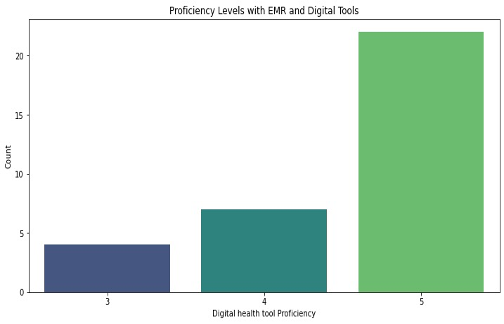 Proficiency Levels with EMR and Digital Tools
20
15
10
5
0
Count
3 4 5
Digital health tool Proficiency